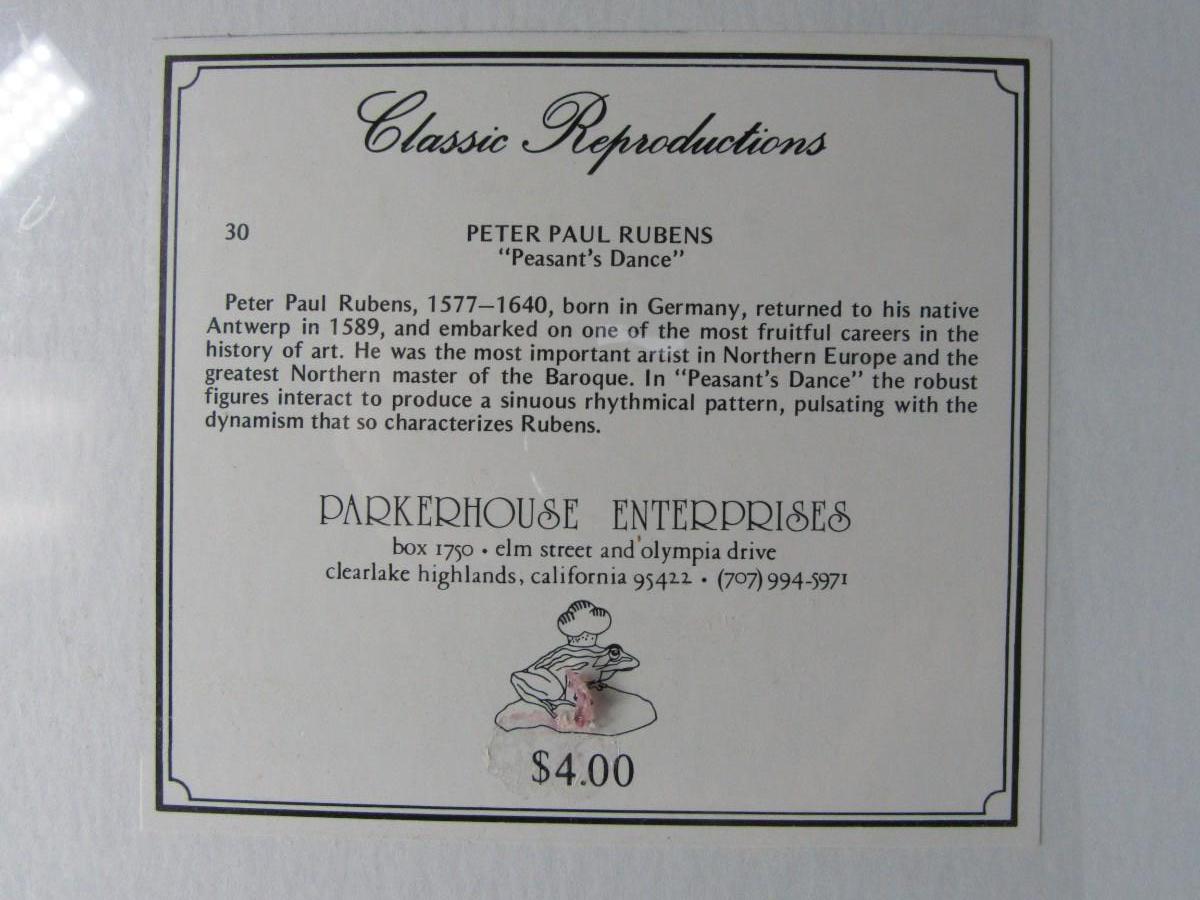 Classic Reproductions
30
PETER PAUL RUBENS
“Peasant’s Dance”
Peter Paul Rubens, 1577—1640, born in Germany, returned to his native
Antwerp in 1589, and embarked on one of the most fruitful careers in the
history of art. He was the most important artist in Northern Europe and the
greatest Northern master of the Baroque. In “Peasant’s Dance” the robust
figures interact to produce a sinuous rhythmical pattern, pulsating with the
dynamism that so characterizes Rubens.
PARKERHOUSE ENTERPRISES
box 1750 • elm street and olympia drive
clearlake highlands, california 95422 • (707) 994-5971
$4.00